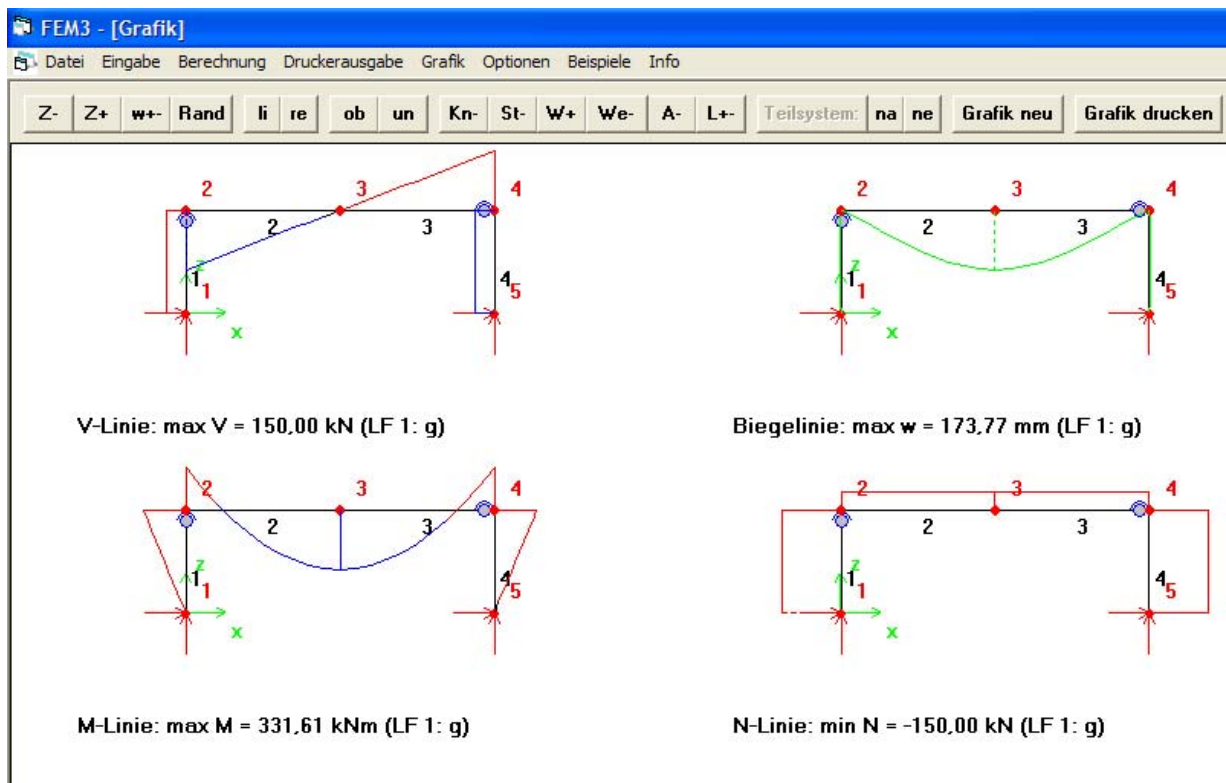 FEM3 - [Grafik]
Datei Eingabe Berechnung Druckerausgabe Grafik Optionen Beispiele Info
Z- Z+ w+- Rand li re ob un Kn- St- W+ We- A- L+- Teilsystem: na ne Grafik neu Grafik drucken
2 3 4
2 3
z
1 1 4 5
x
V-Linie: max V = 150,00 kN (LF 1: g)
2 3 4
2 3
z
1 1 4 5
x
Biegelinie: max w = 173,77 mm (LF 1: g)
2 3 4
2 3
z
1 1 4 5
x
M-Linie: max M = 331,61 kNm (LF 1: g)
2 3 4
2 3
z
1 1 4 5
x
N-Linie: min N = -150,00 kN (LF 1: g)